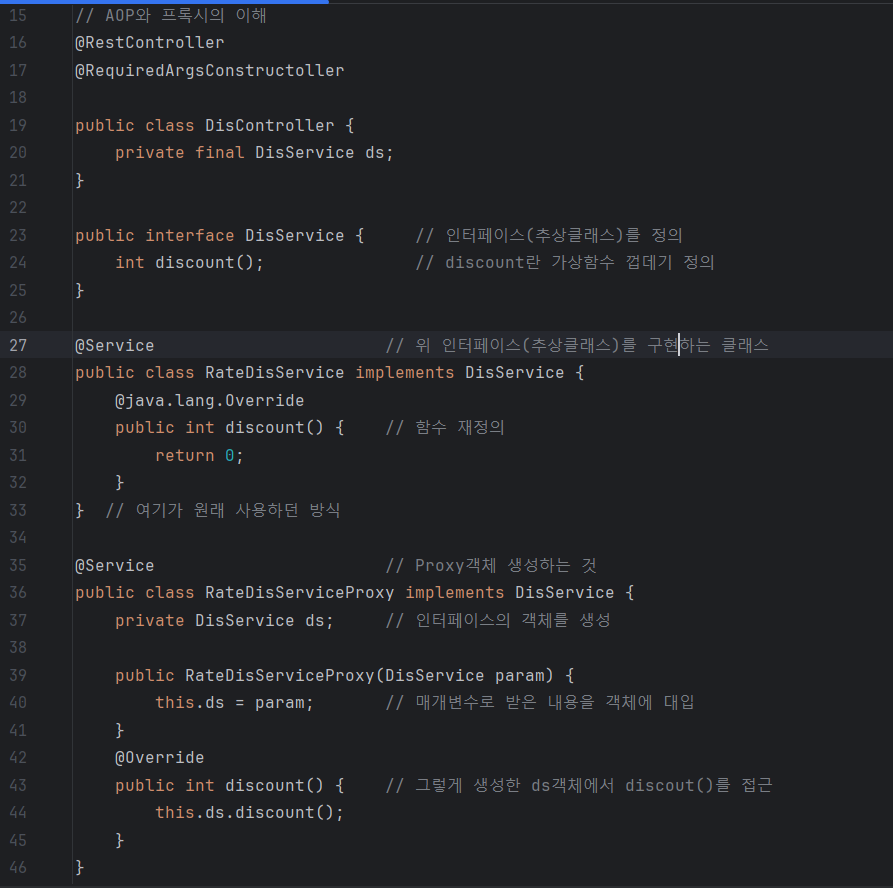 15 // AOP와 프록시의 이해
16 @RestController
17 @RequiredArgsConstructoller
18
19 public class DisController {
20     private final DisService ds;
21 }
22
23 public interface DisService {     // 인터페이스(추상클래스)를 정의
24     int discount();               // discount란 가상함수 껍데기 정의
25 }
26
27 @Service                       // 위 인터페이스(추상클래스)를 구현하는 클래스
28 public class RateDisService implements DisService {
29     @java.lang.Override
30     public int discount() {    // 함수 재정의
31         return 0;
32     }
33 }  // 여기가 원래 사용하던 방식
34
35 @Service                       // Proxy객체 생성하는 것
36 public class RateDisServiceProxy implements DisService {
37     private DisService ds;     // 인터페이스의 객체를 생성
38
39     public RateDisServiceProxy(DisService param) {
40         this.ds = param;       // 매개변수로 받은 내용을 객체에 대입
41     }
42     @Override
43     public int discount() {    // 그렇게 생성한 ds객체에서 discout()를 접근
44         this.ds.discount();
45     }
46 }